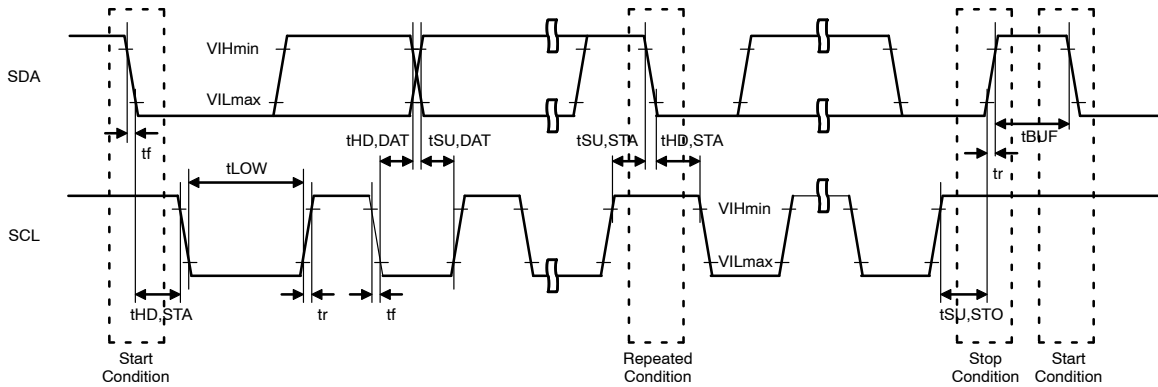 VIHmin
SDA
VILmax
tf
tHD,DAT
tSU,DAT
tSU,STA
tHD,STA
tBUF
tr
tLOW
VIHmin
SCL
VILmax
tHD,STA
tr
tf
tSU,STO
Start
Condition
Repeated
Condition
Stop
Condition
Start
Condition